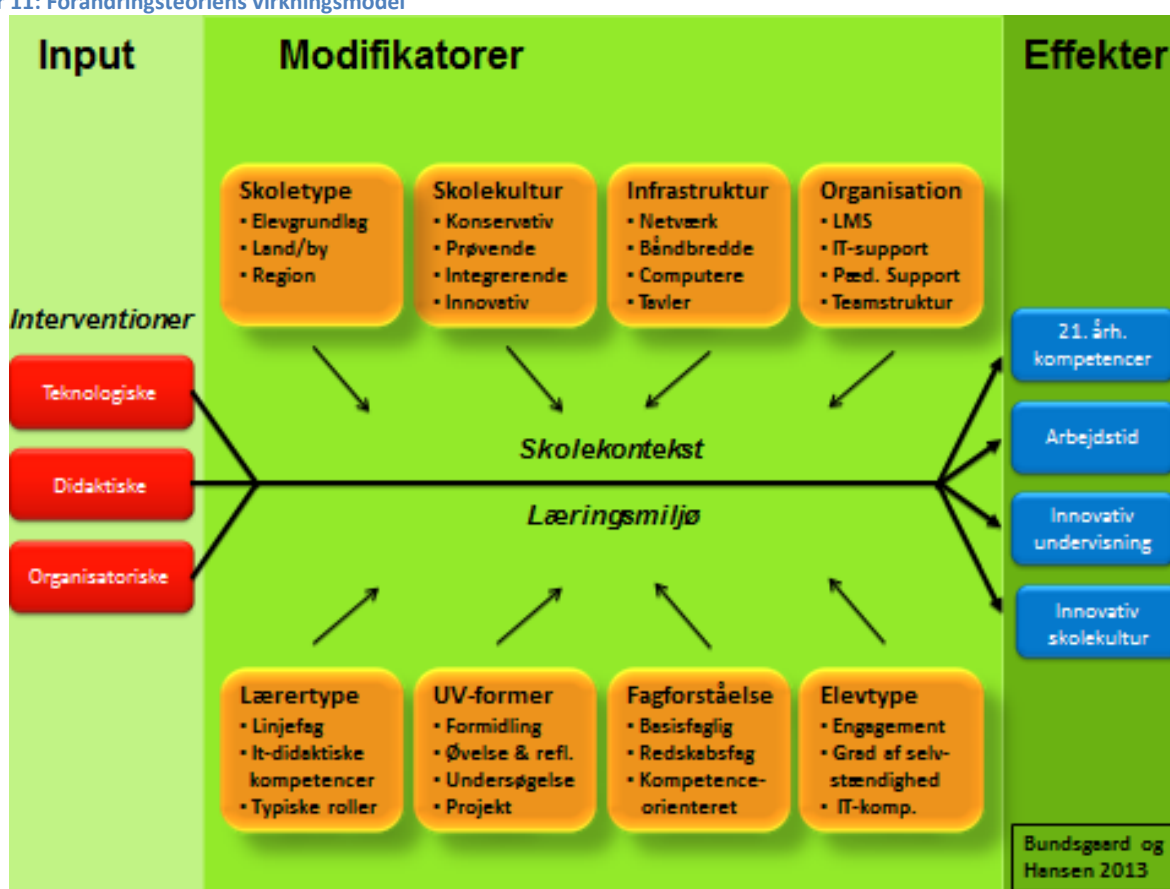 r 11: Forandringsteoriens virkningsmodel
Input
Modifikatorer
Effekter
Skoletype
▪ Elevgrundlag
▪ Land/by
▪ Region
Skolekultur
▪ Konservativ
▪ Prøvende
▪ Integrerende
▪ Innovativ
Infrastruktur
▪ Netværk
▪ Båndbredde
▪ Computere
▪ Tavler
Organisation
▪ LMS
▪ IT-support
▪ Pæd. Support
▪ Teamstruktur
Interventioner
Teknologiske
Didaktiske
Organisatoriske
Skolekontekst
Læringsmiljø
21. årh.
kompetencer
Arbejdstid
Innovativ
undervisning
Innovativ
skolekultur
Lærertype
▪ Linjefag
▪ It-didaktiske
kompetencer
▪ Typiske roller
UV-former
▪ Formidling
▪ Øvelse & refl.
▪ Undersøgelse
▪ Projekt
Fagforståelse
▪ Basisfaglig
▪ Redskabsfag
▪ Kompetence-
orienteret
Elevtype
▪ Engagement
▪ Grad af selv-
stændighed
▪ IT-komp.
Bundsgaard og
Hansen 2013